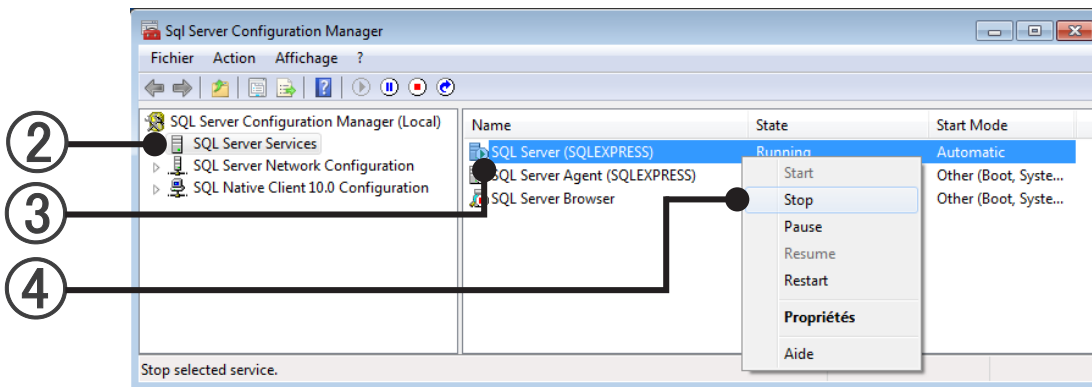 Sql Server Configuration Manager
Fichier Action Affichage ?
② SQL Server Configuration Manager (Local)
SQL Server Services
SQL Server Network Configuration
SQL Native Client 10.0 Configuration
③
④
Name State Start Mode
SQL Server (SQLEXPRESS) Running Automatic
SQL Server Agent (SQLEXPRESS) Other (Boot, Syste...
SQL Server Browser Other (Boot, Syste...
Start
Stop
Pause
Resume
Restart
Propriétés
Aide
Stop selected service.